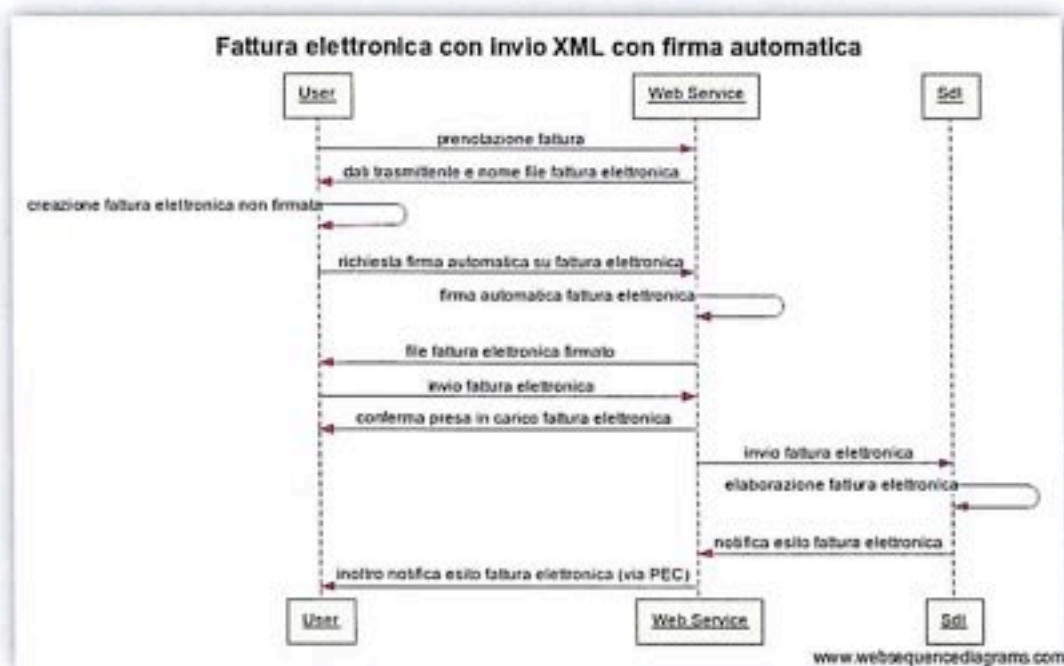 Fattura elettronica con invio XML con firma automatica
User Web Service SdI
prenotazione fattura
dati trasmittente e nome file fattura elettronica
creazione fattura elettronica non firmata
richiesta firma automatica su fattura elettronica
firma automatica fattura elettronica
file fattura elettronica firmato
invio fattura elettronica
conferma presa in carico fattura elettronica
invio fattura elettronica
elaborazione fattura elettronica
notifica esito fattura elettronica
inoltro notifica esito fattura elettronica (via PEC)
User Web Service SdI
www.websequencediagrams.com